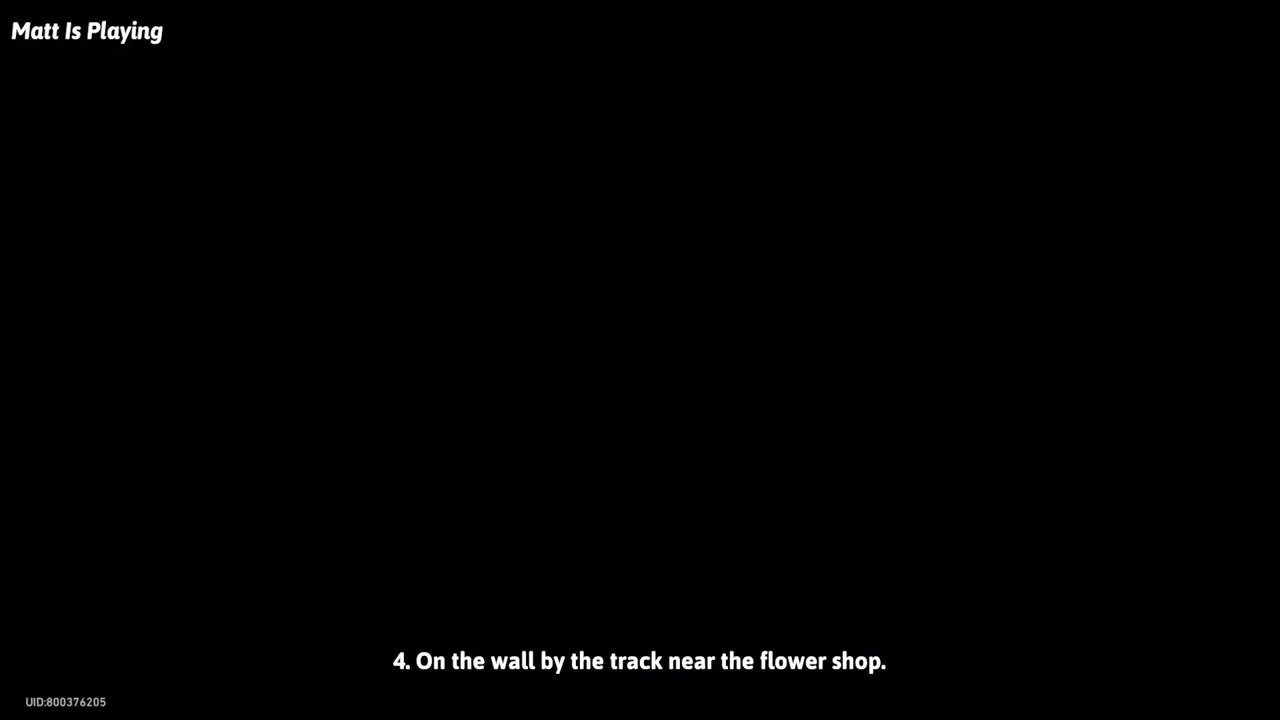 Matt Is Playing
4. On the wall by the track near the flower shop.
UID:800376205